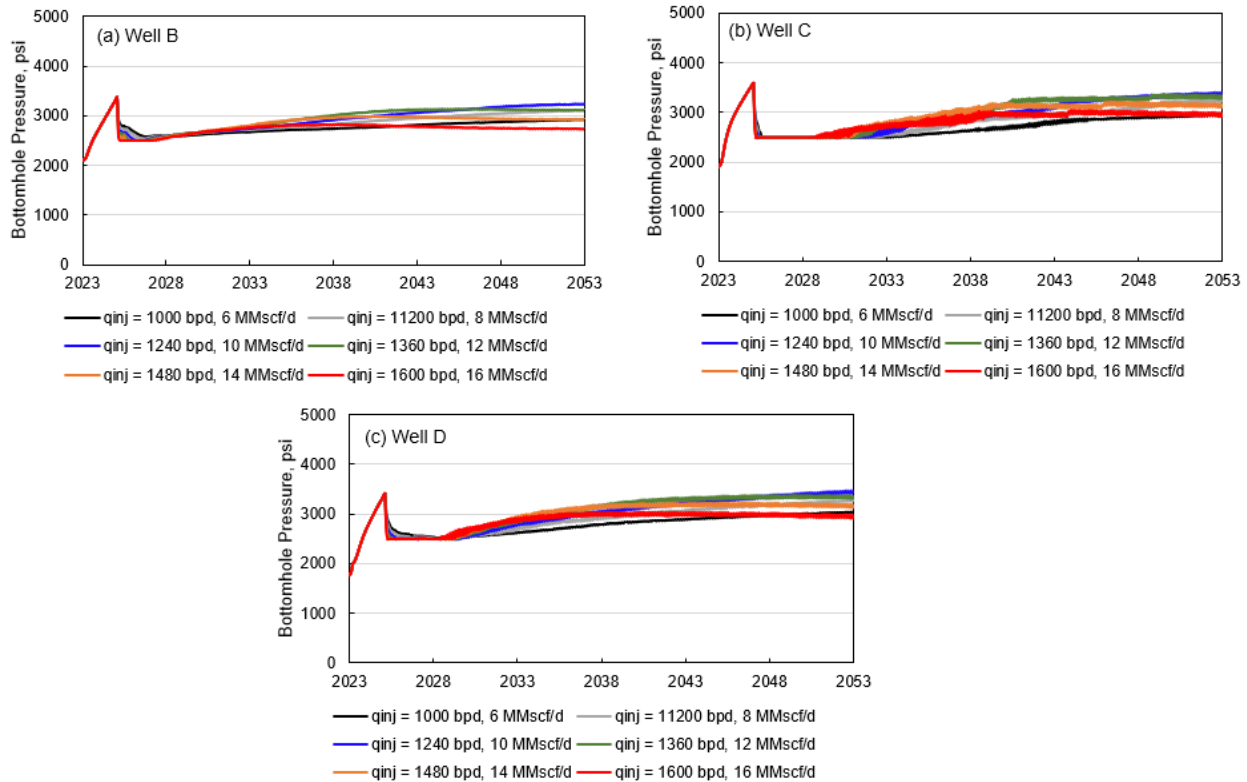 (a) Well B
Bottomhole Pressure, psi
5000
4000
3000
2000
1000
0
2023 2028 2033 2038 2043 2048 2053
qinj = 1000 bpd, 6 MMscf/d qinj = 11200 bpd, 8 MMscf/d
qinj = 1240 bpd, 10 MMscf/d qinj = 1360 bpd, 12 MMscf/d
qinj = 1480 bpd, 14 MMscf/d qinj = 1600 bpd, 16 MMscf/d
(b) Well C
Bottomhole Pressure, psi
5000
4000
3000
2000
1000
0
2023 2028 2033 2038 2043 2048 2053
qinj = 1000 bpd, 6 MMscf/d qinj = 11200 bpd, 8 MMscf/d
qinj = 1240 bpd, 10 MMscf/d qinj = 1360 bpd, 12 MMscf/d
qinj = 1480 bpd, 14 MMscf/d qinj = 1600 bpd, 16 MMscf/d
(c) Well D
Bottomhole Pressure, psi
5000
4000
3000
2000
1000
0
2023 2028 2033 2038 2043 2048 2053
qinj = 1000 bpd, 6 MMscf/d qinj = 11200 bpd, 8 MMscf/d
qinj = 1240 bpd, 10 MMscf/d qinj = 1360 bpd, 12 MMscf/d
qinj = 1480 bpd, 14 MMscf/d qinj = 1600 bpd, 16 MMscf/d